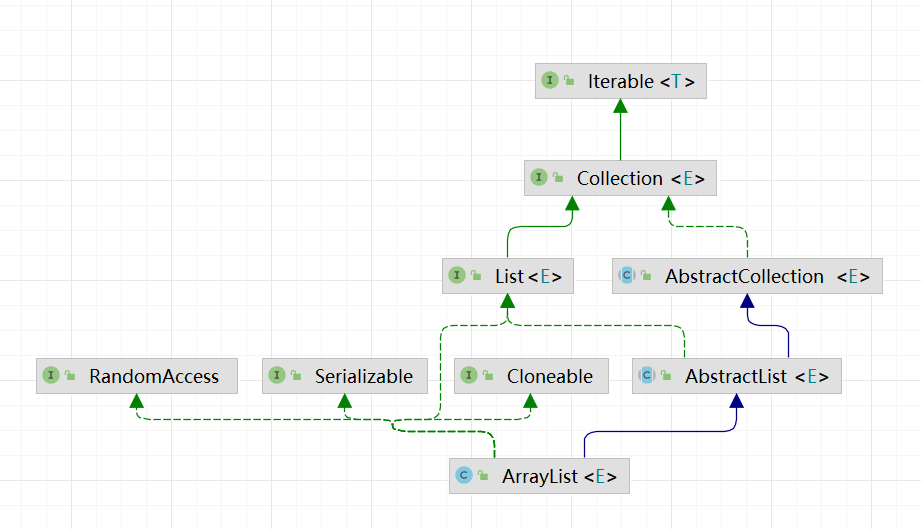 Iterable <T>
Collection <E>
List <E>
AbstractCollection <E>
RandomAccess
Serializable
Cloneable
AbstractList <E>
ArrayList <E>